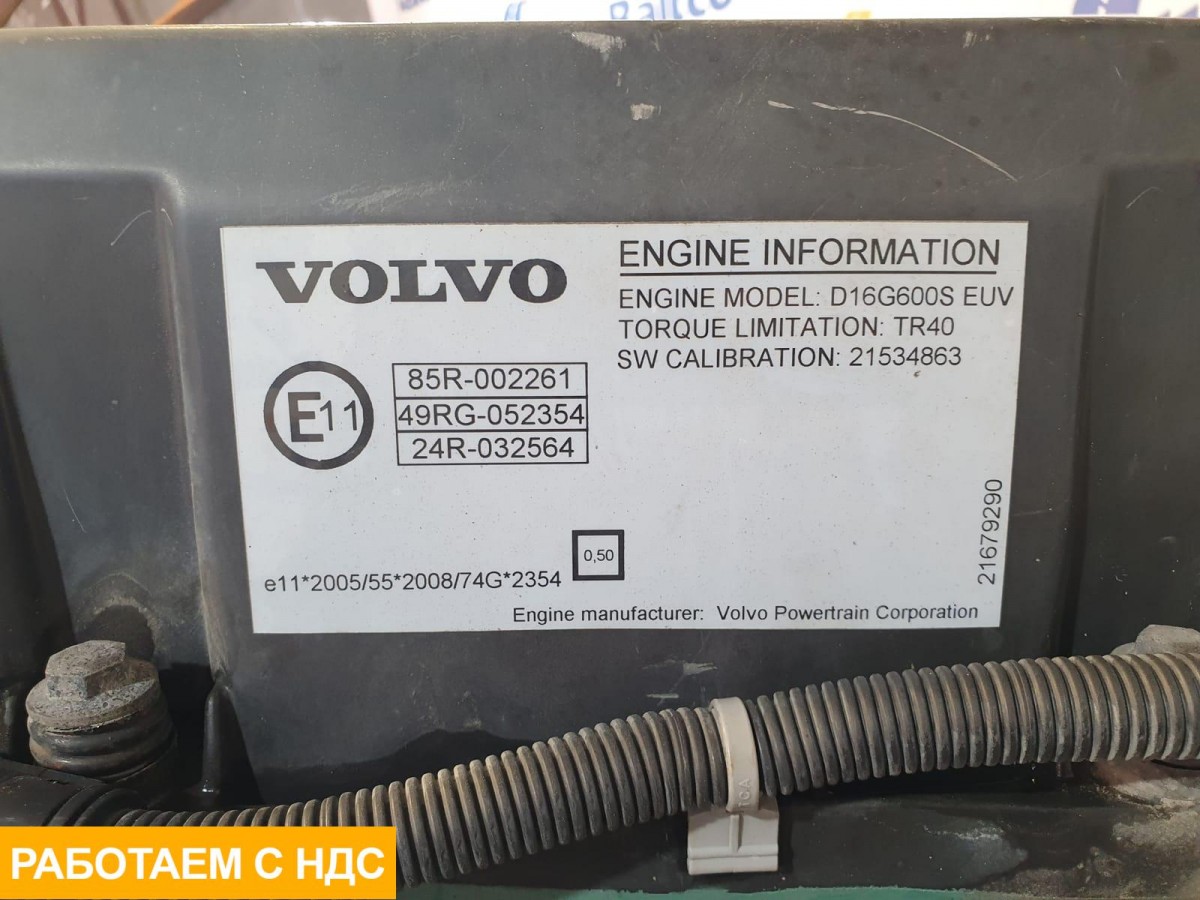 VOLVO
ENGINE INFORMATION
ENGINE MODEL: D16G600S EUV
TORQUE LIMITATION: TR40
SW CALIBRATION: 21534863
E11
85R-002261
49RG-052354
24R-032564
21679290
0,50
e11*2005/55*2008/74G*2354
Engine manufacturer: Volvo Powertrain Corporation
РАБОТАЕМ С НДС